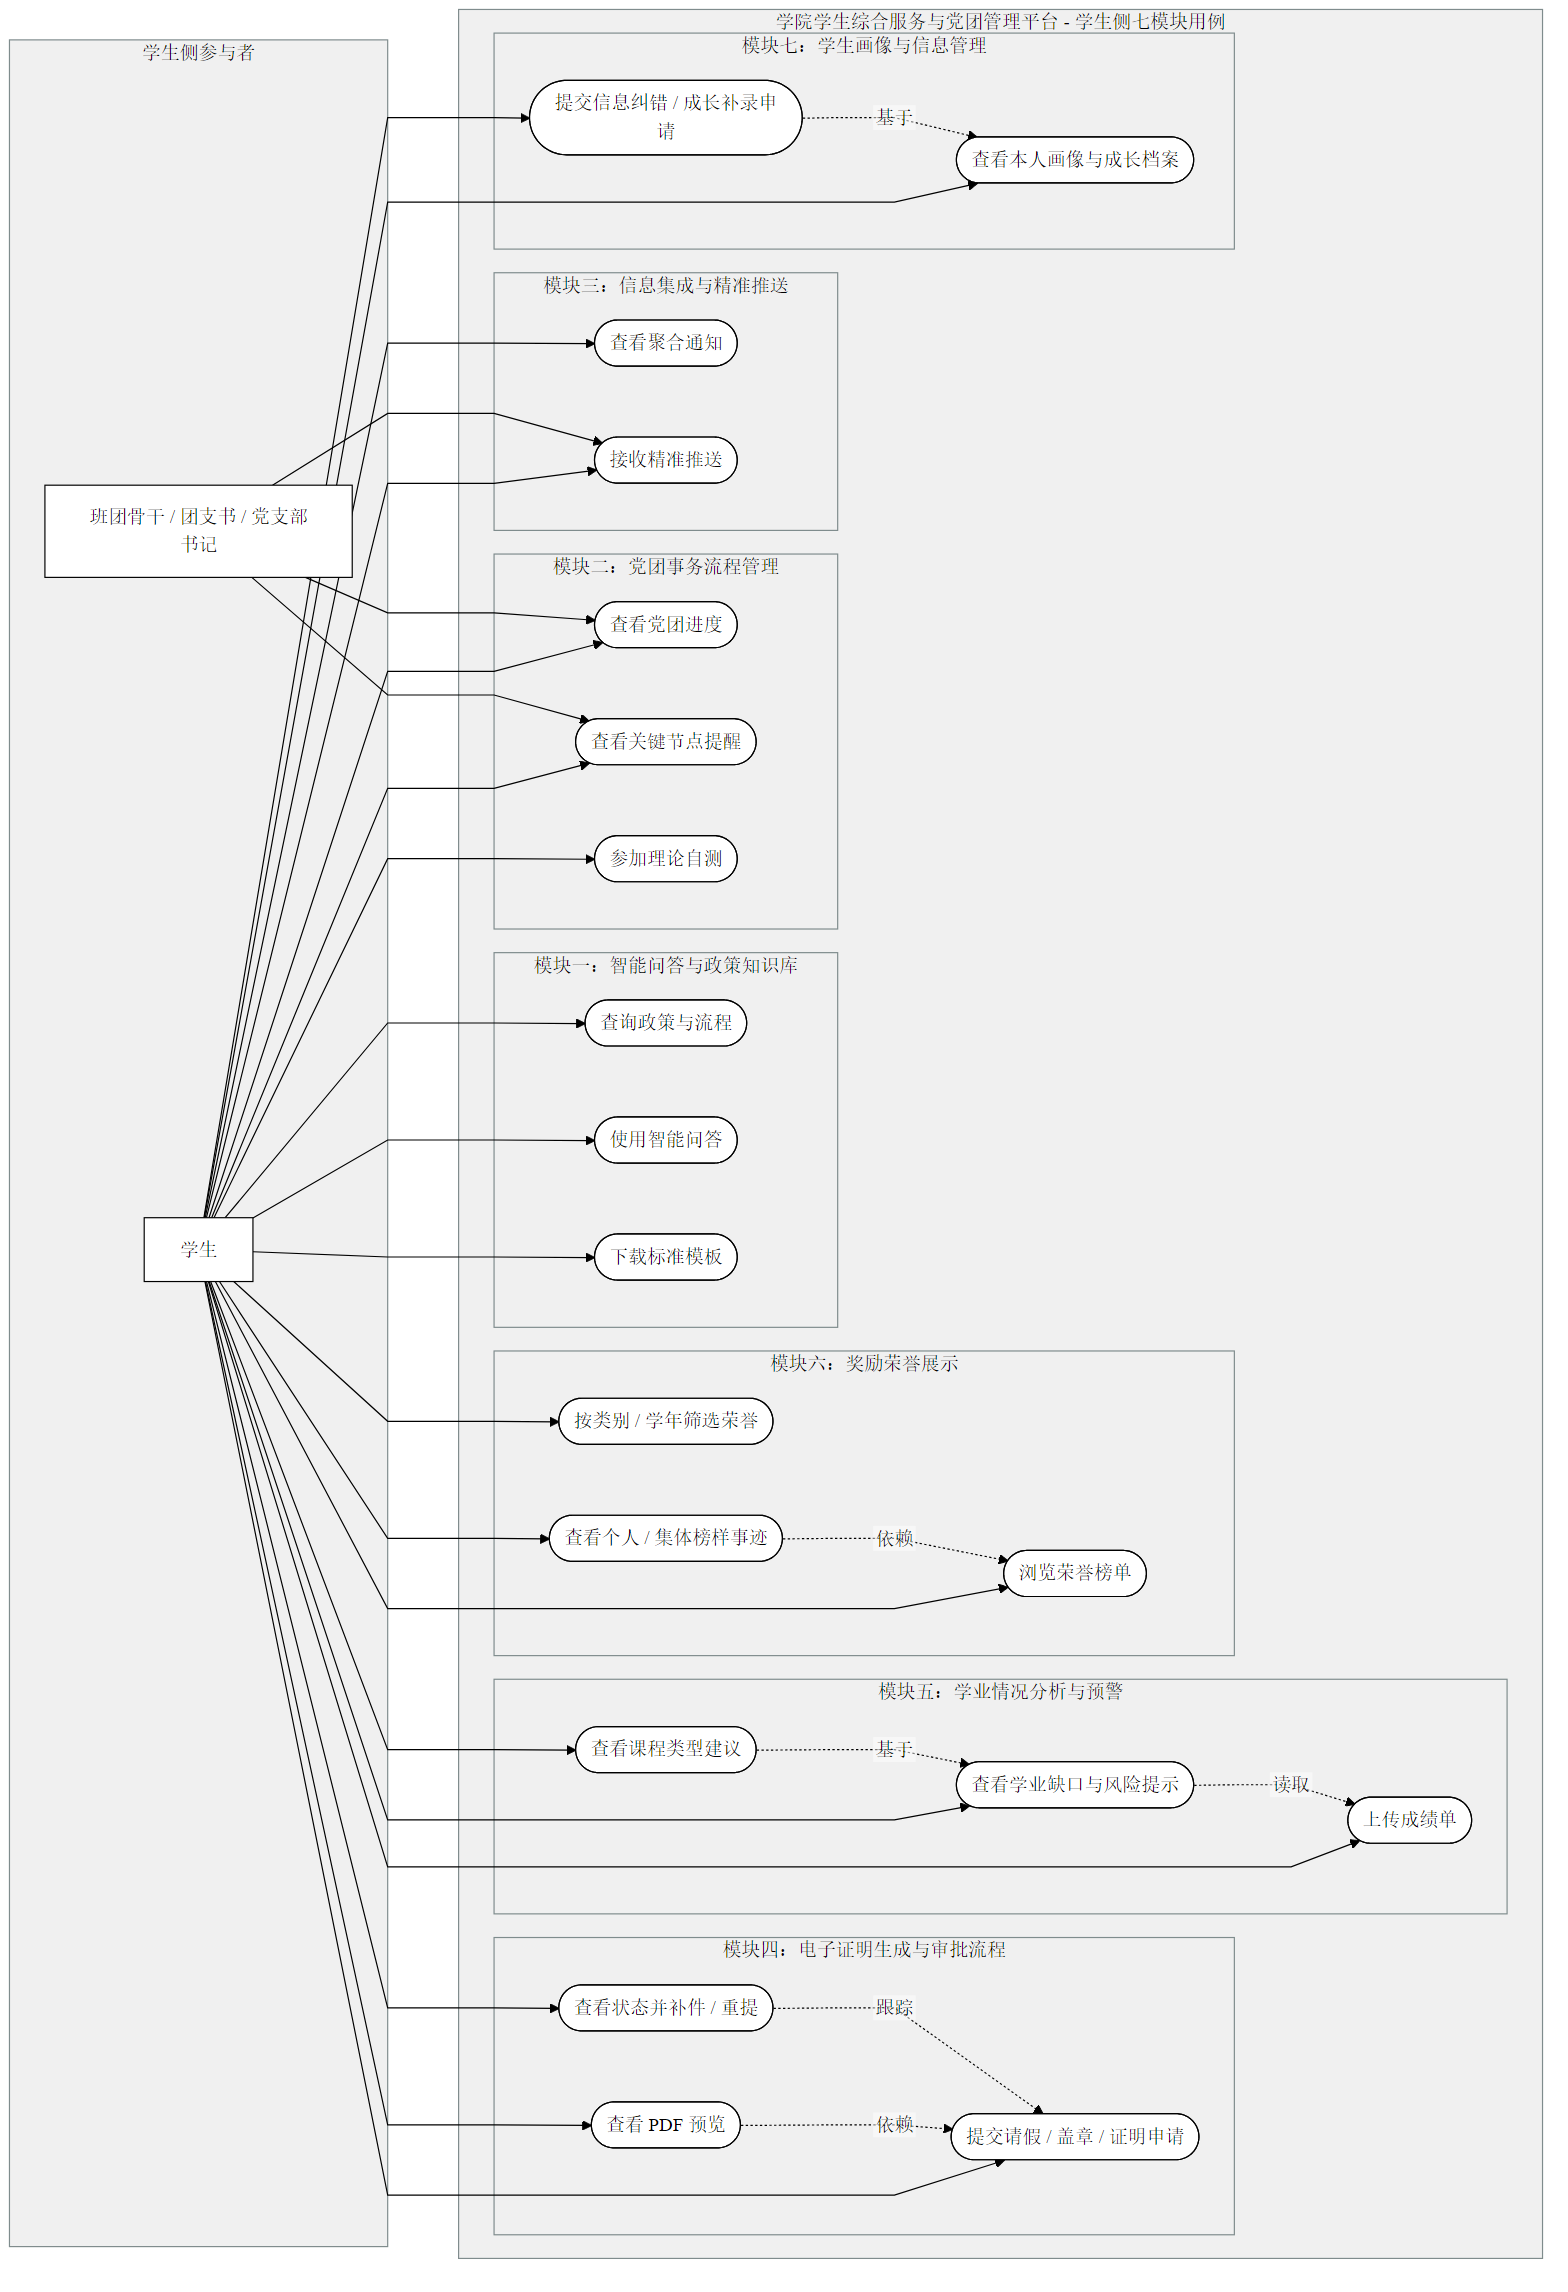 学院学生综合服务与党团管理平台 - 学生侧七模块用例
学生侧参与者
模块七：学生画像与信息管理
提交信息纠错 / 成长补录申
请
基于
查看本人画像与成长档案
模块三：信息集成与精准推送
查看聚合通知
接收精准推送
班团骨干 / 团支书 / 党支部
书记
模块二：党团事务流程管理
查看党团进度
查看关键节点提醒
参加理论自测
模块一：智能问答与政策知识库
查询政策与流程
使用智能问答
下载标准模板
学生
模块六：奖励荣誉展示
按类别 / 学年筛选荣誉
查看个人 / 集体榜样事迹
依赖
浏览荣誉榜单
模块五：学业情况分析与预警
查看课程类型建议
基于
查看学业缺口与风险提示
读取
上传成绩单
模块四：电子证明生成与审批流程
查看状态并补件 / 重提
跟踪
查看 PDF 预览
依赖
提交请假 / 盖章 / 证明申请